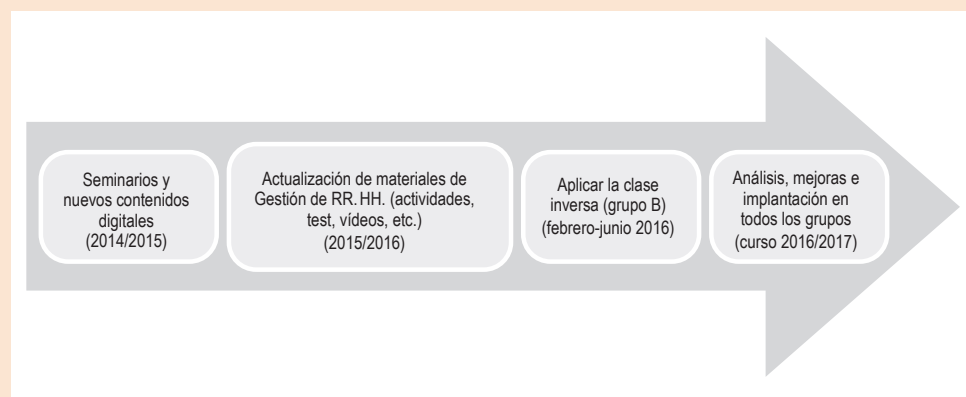 Seminarios y
nuevos contenidos
digitales
(2014/2015)
Actualización de materiales de
Gestión de RR. HH. (actividades,
test, vídeos, etc.)
(2015/2016)
Aplicar la clase
inversa (grupo B)
(febrero-junio 2016)
Análisis, mejoras e
implantación en
todos los grupos
(curso 2016/2017)